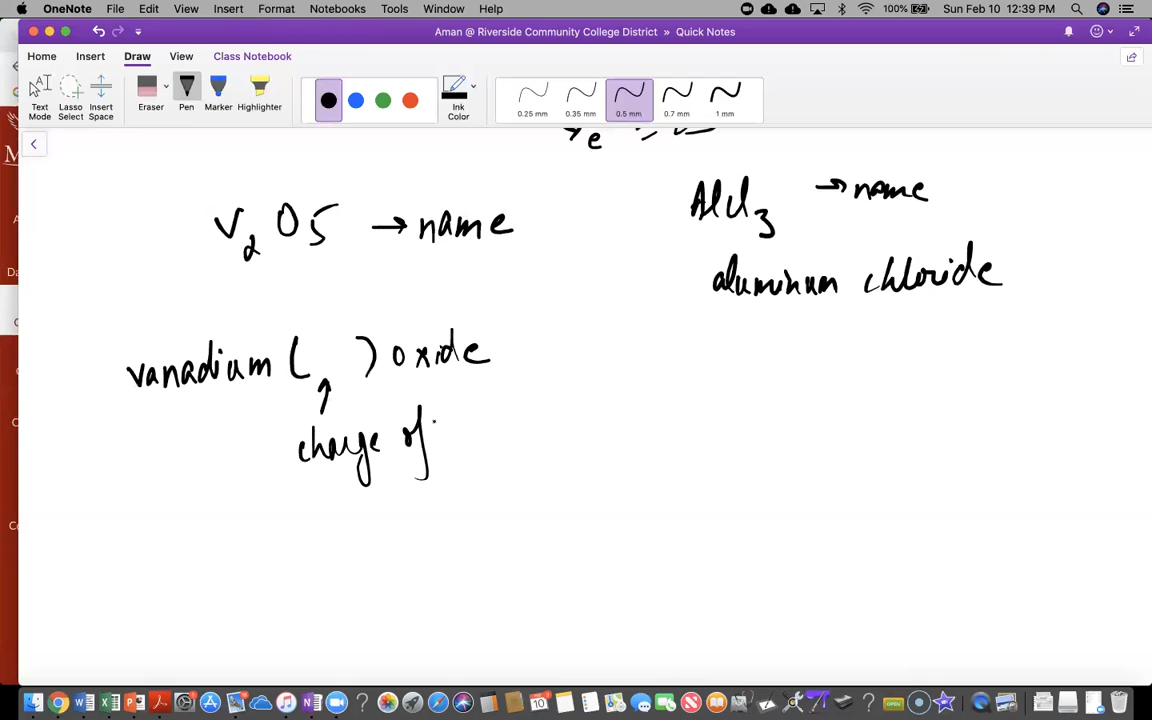 OneNote File Edit View Insert Format Notebooks Tools Window Help 100% Sun Feb 10 12:39 PM
Aman @ Riverside Community College District » Quick Notes
Home Insert Draw View Class Notebook
Text Mode Lasso Select Insert Space Eraser Pen Marker Highlighter Ink Color 0.25 mm 0.35 mm 0.5 mm 0.7 mm 1 mm
e
V2O5 → name
AlCl3 → name
aluminum chloride
vanadium ( ) oxide
↑
charge of